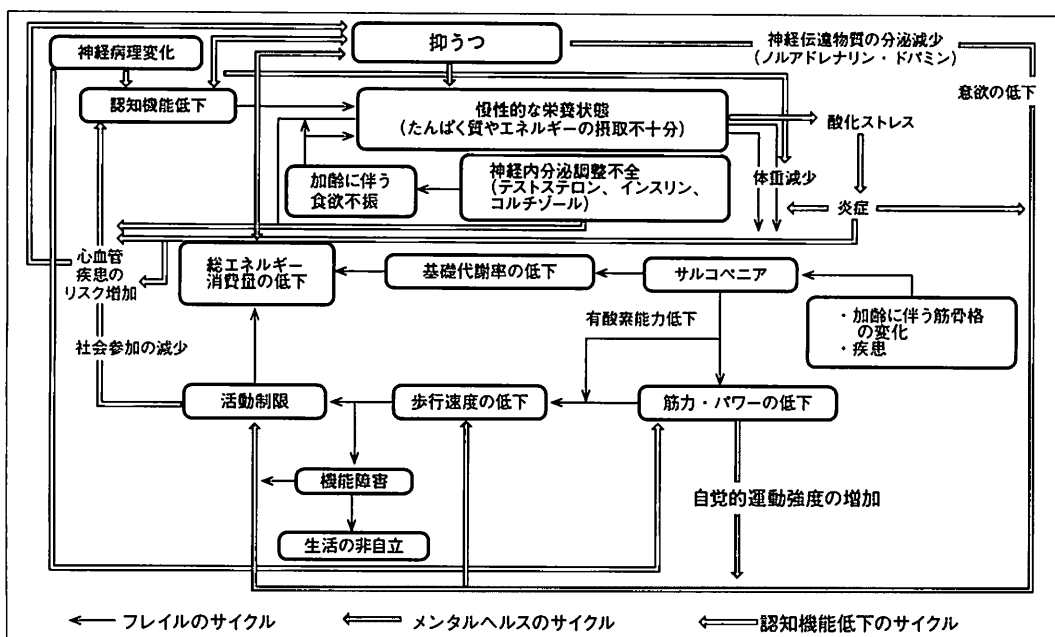 抑うつ
神経病理変化
神経伝達物質の分泌減少
(ノルアドレナリン・ドパミン)
意欲の低下
認知機能低下
慢性的な栄養状態
(たんぱく質やエネルギーの摂取不十分)
酸化ストレス
加齢に伴う
食欲不振
神経内分泌調整不全
(テストステロン、インスリン、
コルチゾール)
体重減少
炎症
心血管
疾患の
リスク増加
総エネルギー
消費量の低下
基礎代謝率の低下
サルコペニア
・加齢に伴う筋骨格
の変化
・疾患
有酸素能力低下
社会参加の減少
活動制限
歩行速度の低下
筋力・パワーの低下
機能障害
自覚的運動強度の増加
生活の非自立
フレイルのサイクル
メンタルヘルスのサイクル
認知機能低下のサイクル